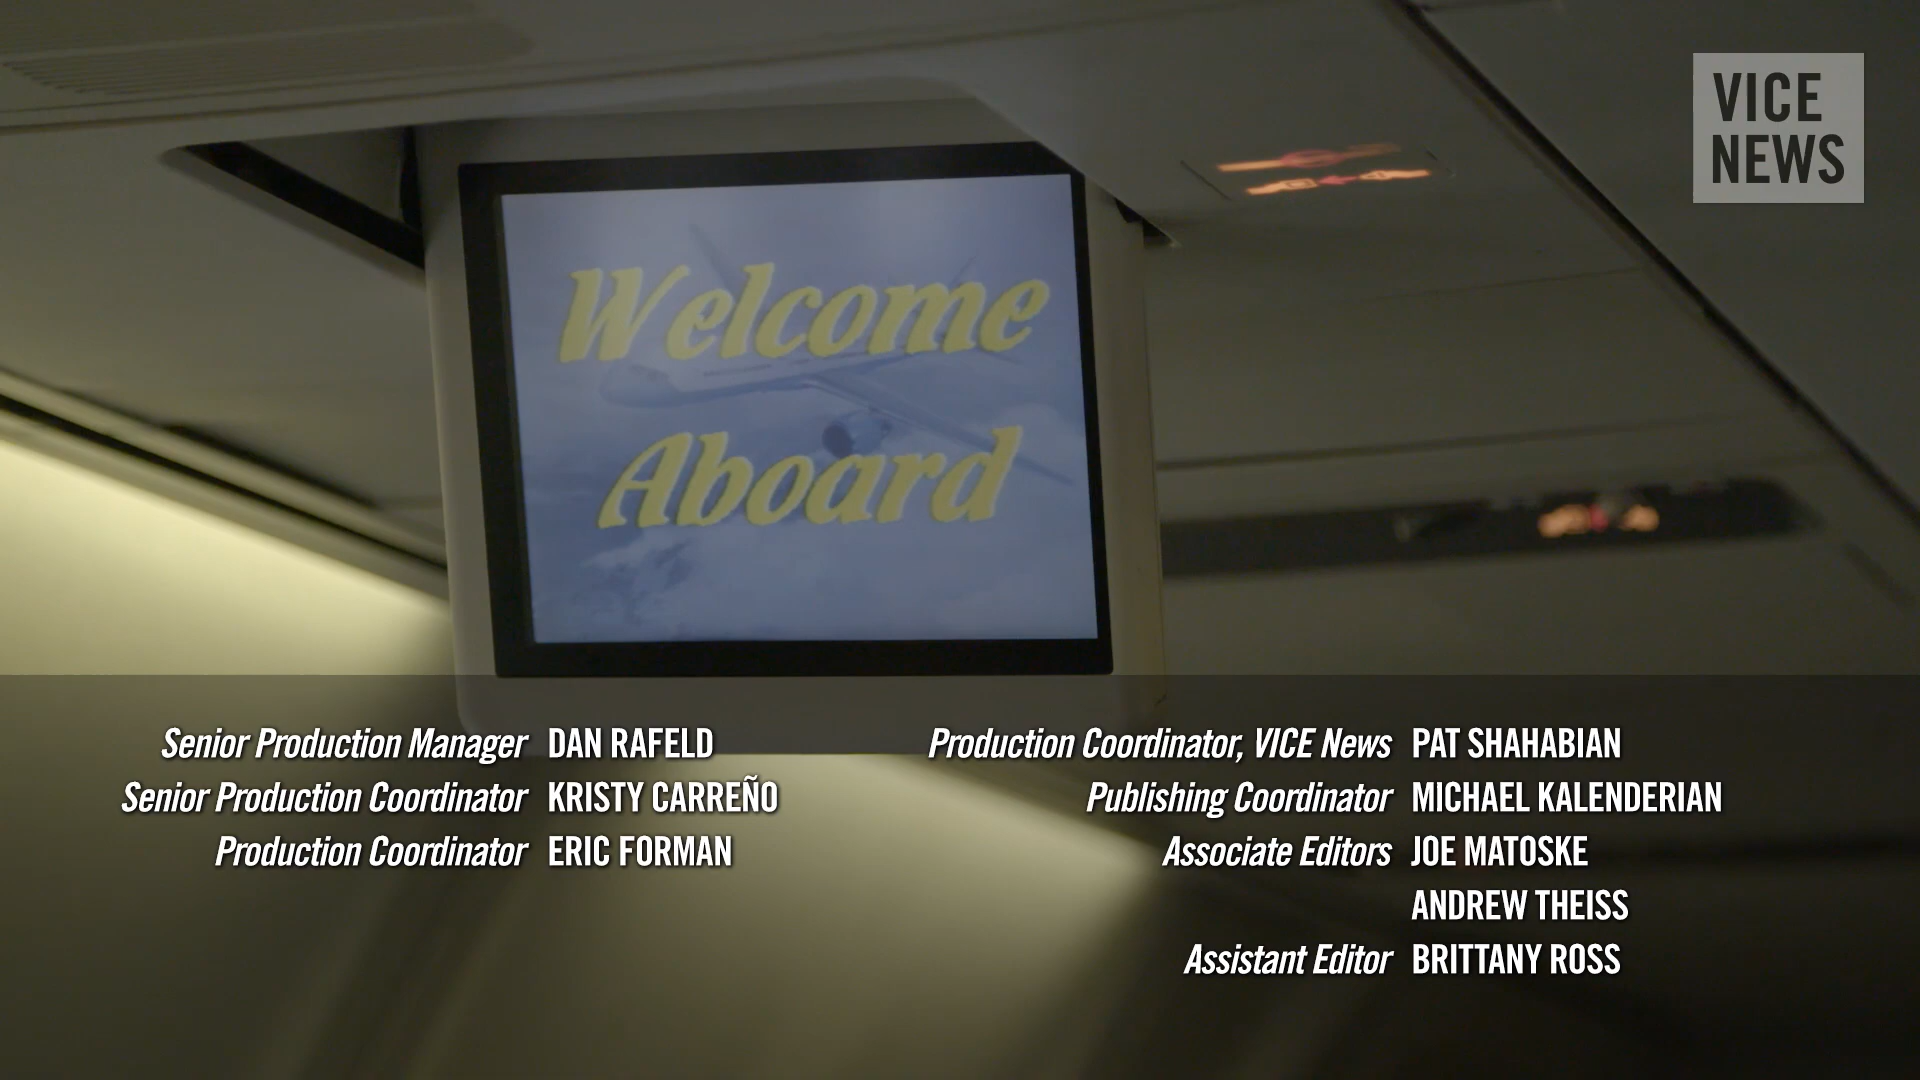 VICE
NEWS
Welcome
Aboard
Senior Production Manager DAN RAFELD
Senior Production Coordinator KRISTY CARREÑO
Production Coordinator ERIC FORMAN
Production Coordinator, VICE News PAT SHAHABIAN
Publishing Coordinator MICHAEL KALENDERIAN
Associate Editors JOE MATOSKE
ANDREW THEISS
Assistant Editor BRITTANY ROSS